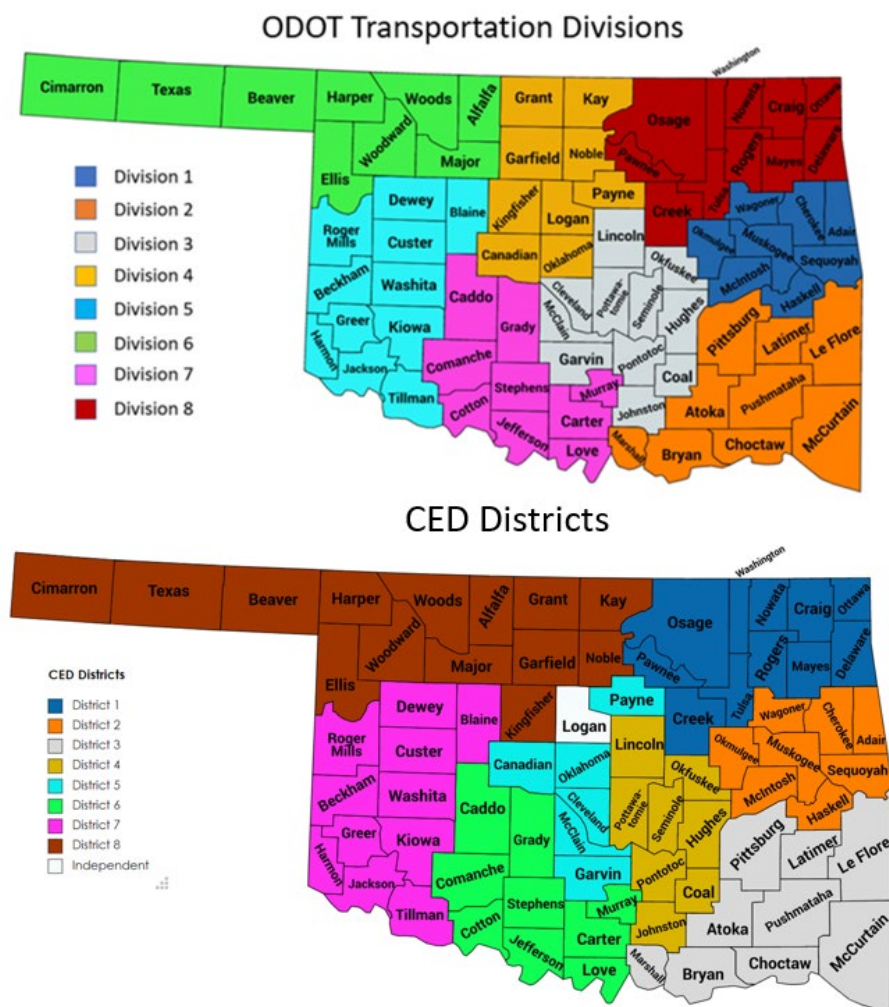 ODOT Transportation Divisions
Washington
Cimarron
Texas
Beaver
Harper
Woods
Alfalfa
Grant
Kay
Osage
Nowata
Craig
Ottawa
Woodward
Major
Garfield
Noble
Pawnee
Rogers
Mayes
Delaware
Ellis
Division 1
Division 2
Division 3
Division 4
Division 5
Division 6
Division 7
Division 8
Dewey
Blaine
Kingfisher
Logan
Payne
Creek
Tulsa
Wagoner
Cherokee
Adair
Roger
Mills
Custer
Canadian
Oklahoma
Lincoln
Okfuskee
Okmulgee
Muskogee
Sequoyah
Beckham
Washita
Caddo
Grady
Cleveland
McClain
Pottawa-
tomie
Seminole
Hughes
McIntosh
Haskell
Greer
Kiowa
Harmon
Jackson
Tillman
Comanche
Cotton
Stephens
Jefferson
Garvin
Murray
Carter
Love
Pontotoc
Coal
Johnston
Pittsburg
Latimer
Le Flore
Atoka
Pushmataha
McCurtain
Marshall
Bryan
Choctaw
CED Districts
Washington
Cimarron
Texas
Beaver
Harper
Woods
Alfalfa
Grant
Kay
Osage
Nowata
Craig
Ottawa
Woodward
Major
Garfield
Noble
Pawnee
Rogers
Mayes
Delaware
Ellis
CED Districts
District 1
District 2
District 3
District 4
District 5
District 6
District 7
District 8
Independent
Dewey
Blaine
Kingfisher
Logan
Payne
Creek
Tulsa
Wagoner
Cherokee
Adair
Roger
Mills
Custer
Canadian
Oklahoma
Lincoln
Okfuskee
Okmulgee
Muskogee
Sequoyah
Beckham
Washita
Caddo
Grady
Cleveland
McClain
Pottawa-
tomie
Seminole
Hughes
McIntosh
Haskell
Greer
Kiowa
Harmon
Jackson
Tillman
Comanche
Cotton
Stephens
Jefferson
Garvin
Murray
Carter
Love
Pontotoc
Coal
Johnston
Pittsburg
Latimer
Le Flore
Atoka
Pushmataha
McCurtain
Marshall
Bryan
Choctaw